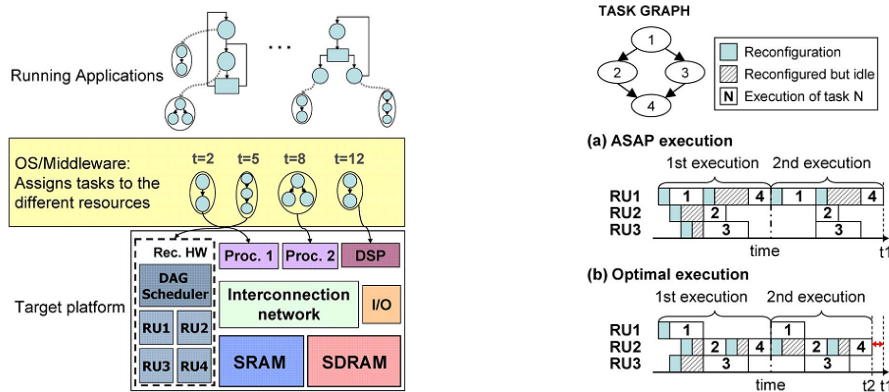 Running Applications
...
OS/Middleware:
Assigns tasks to the
different resources
t=2 t=5 t=8 t=12
Target platform
Rec. HW
DAG
Scheduler
RU1 RU2
RU3 RU4
Proc. 1 Proc. 2 DSP
Interconnection
network
I/O
SRAM SDRAM
TASK GRAPH
1
2 3
4
Reconfiguration
Reconfigured but idle
N Execution of task N
(a) ASAP execution
1st execution 2nd execution
RU1 1 4 1 4
RU2 2 2
RU3 3 3
time t1
(b) Optimal execution
1st execution 2nd execution
RU1 1 1
RU2 2 4 2 4
RU3 3 3
time t2 t1